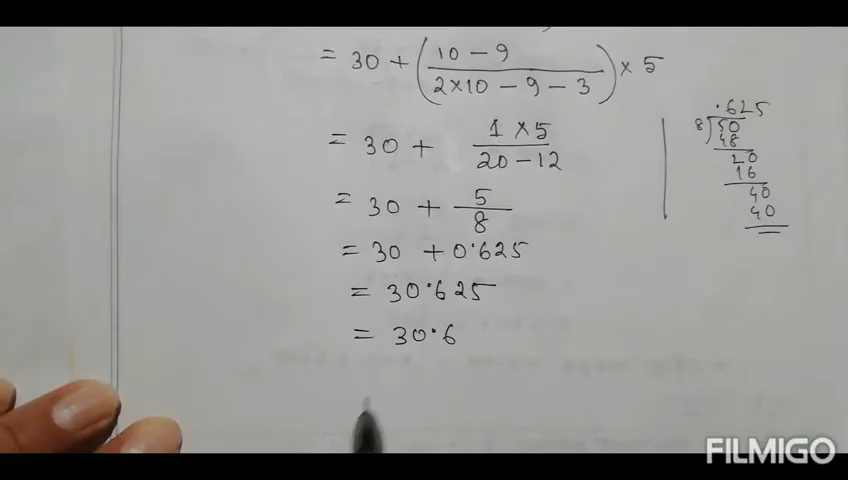 = 30 + (10 - 9 / 2×10 - 9 - 3) × 5
= 30 + 1 × 5 / 20 - 12
= 30 + 5 / 8
= 30 + 0.625
= 30.625
= 30.6
.625
8)50
48
20
16
40
40
FILMIGO